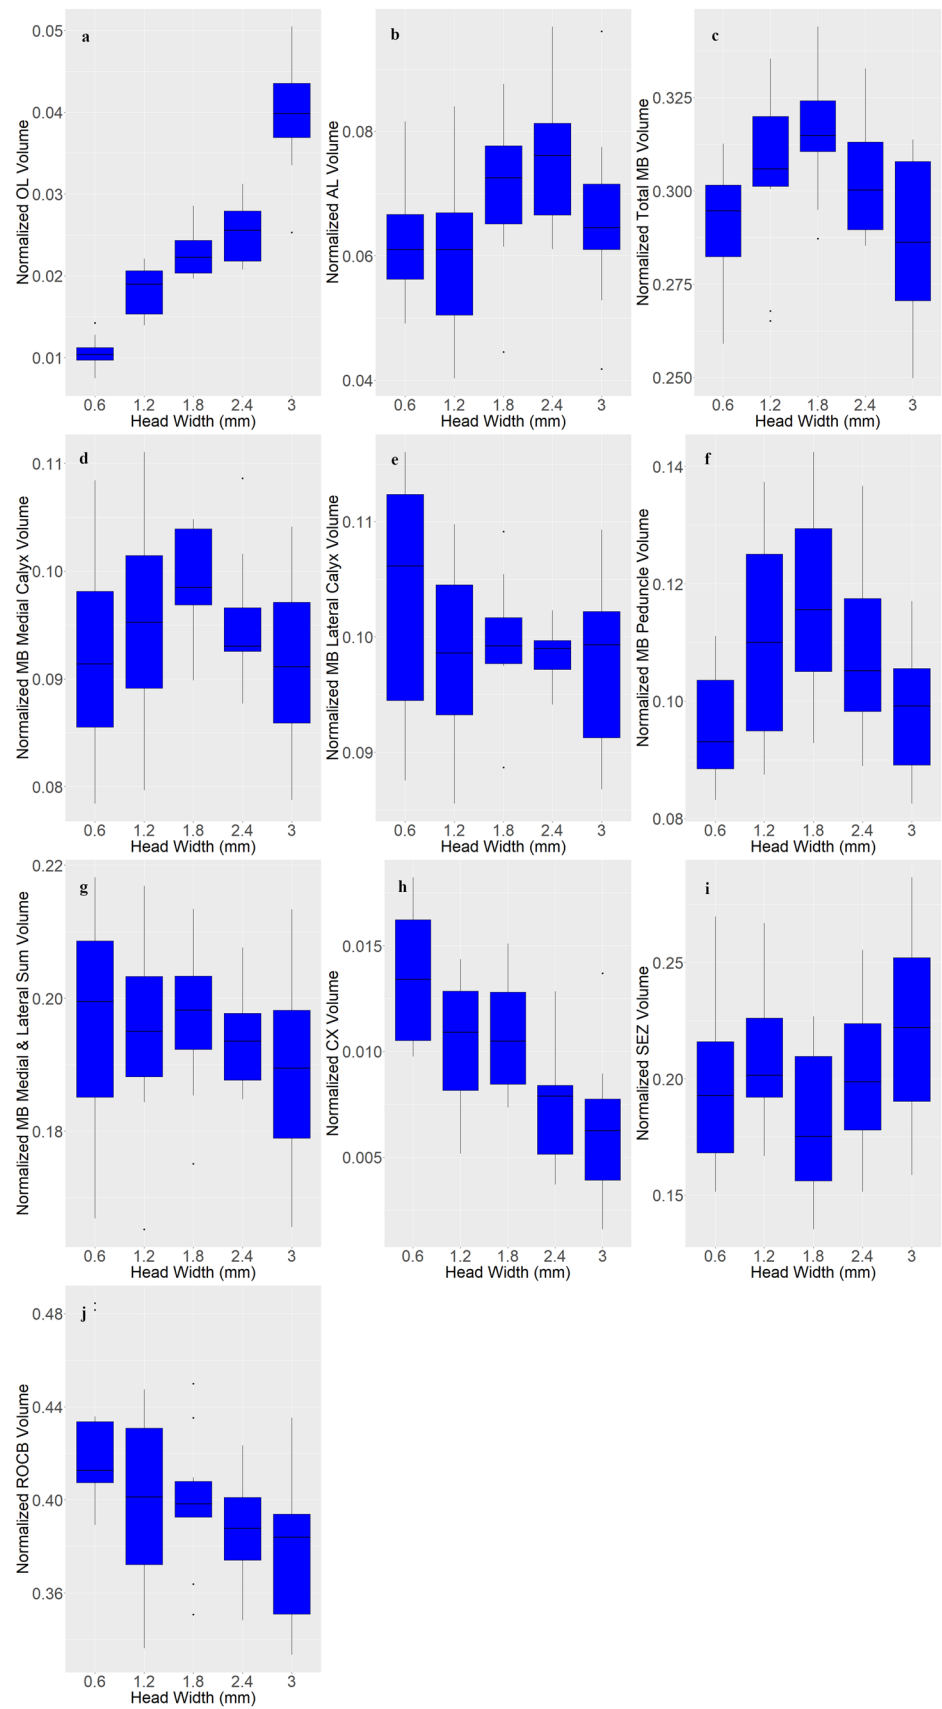 a
Normalized OL Volume
0.05
0.04
0.03
0.02
0.01
0.6 1.2 1.8 2.4 3
Head Width (mm)
b
Normalized AL Volume
0.08
0.06
0.04
0.6 1.2 1.8 2.4 3
Head Width (mm)
c
Normalized Total MB Volume
0.325
0.300
0.275
0.250
0.6 1.2 1.8 2.4 3
Head Width (mm)
d
Normalized MB Medial Calyx Volume
0.11
0.10
0.09
0.08
0.6 1.2 1.8 2.4 3
Head Width (mm)
e
Normalized MB Lateral Calyx Volume
0.11
0.10
0.09
0.6 1.2 1.8 2.4 3
Head Width (mm)
f
Normalized MB Peduncle Volume
0.14
0.12
0.10
0.08
0.6 1.2 1.8 2.4 3
Head Width (mm)
g
Normalized MB Medial & Lateral Sum Volume
0.22
0.20
0.18
0.6 1.2 1.8 2.4 3
Head Width (mm)
h
Normalized CX Volume
0.015
0.010
0.005
0.6 1.2 1.8 2.4 3
Head Width (mm)
i
Normalized SEZ Volume
0.25
0.20
0.15
0.6 1.2 1.8 2.4 3
Head Width (mm)
j
Normalized ROCB Volume
0.48
0.44
0.40
0.36
0.6 1.2 1.8 2.4 3
Head Width (mm)